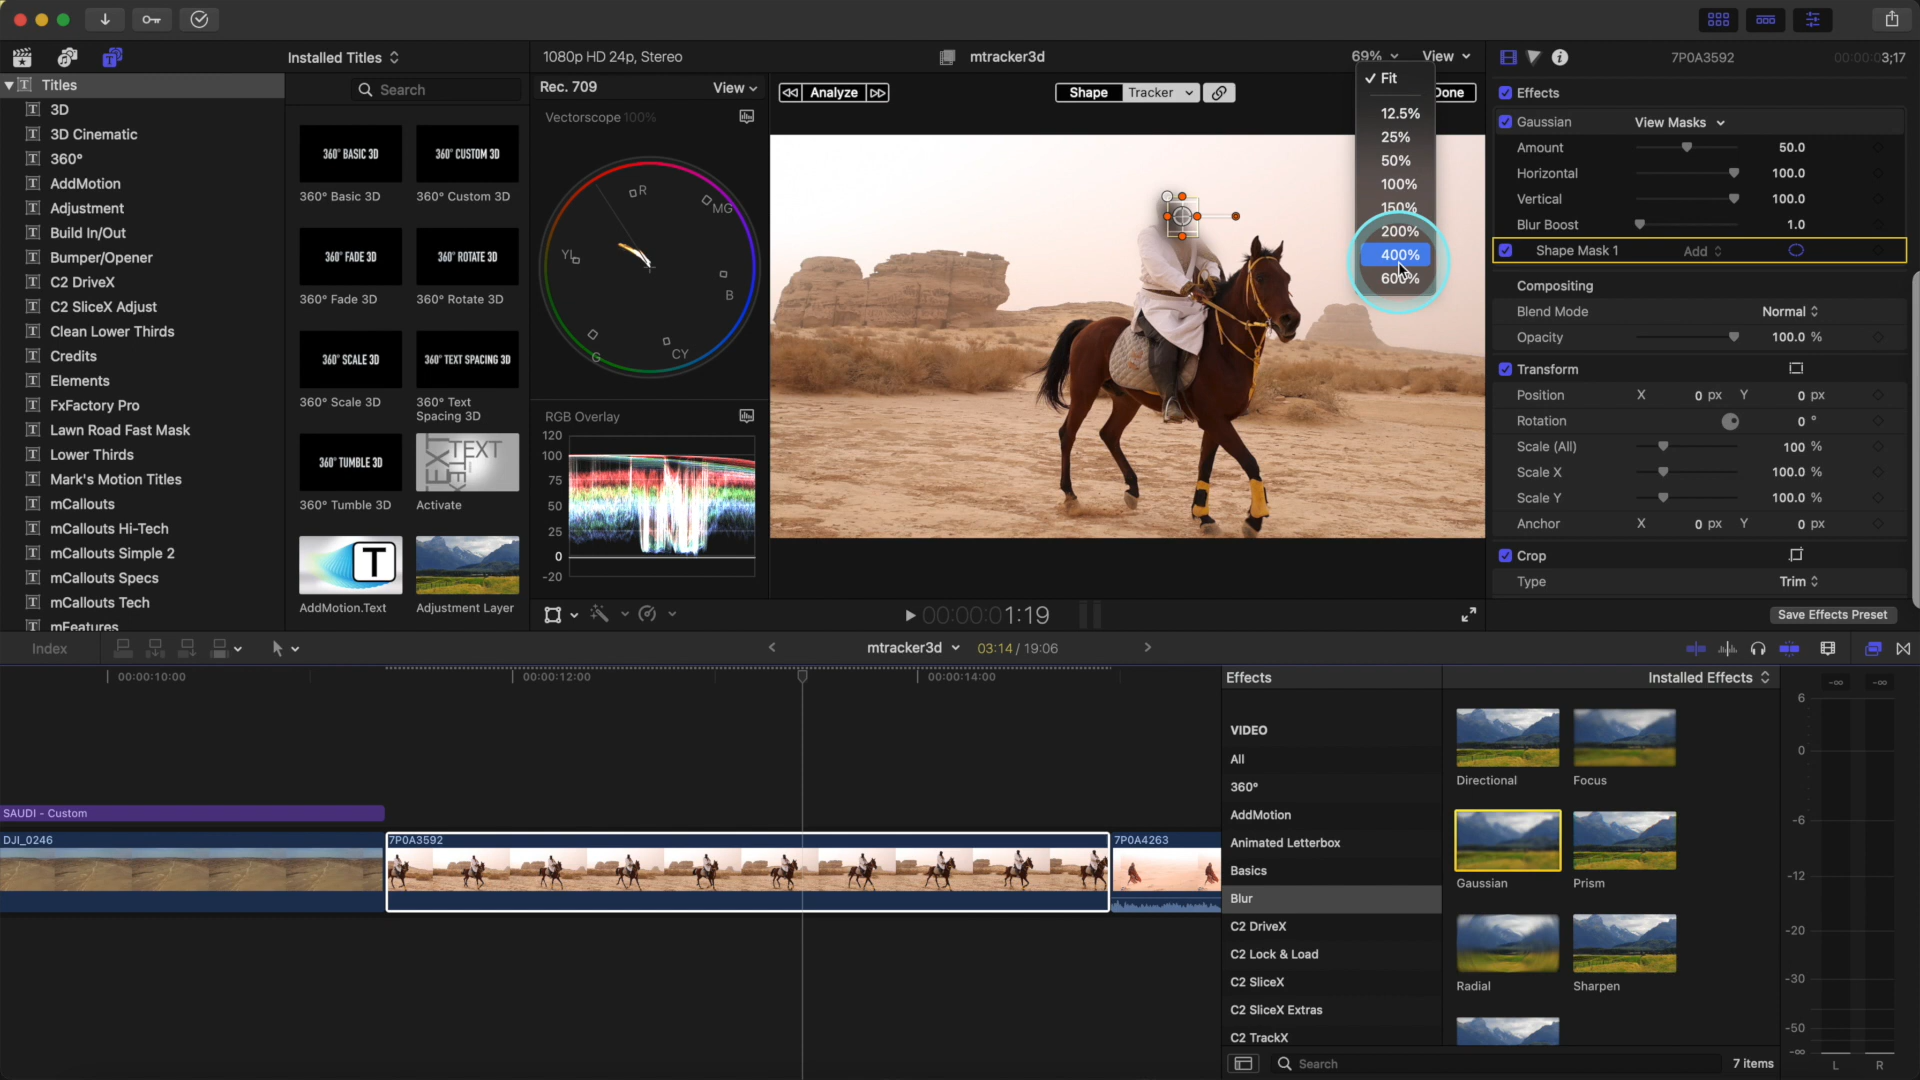 Installed Titles
1080p HD 24p, Stereo
mtracker3d
69%
View
7P0A3592
00:00:03;17
Titles
3D
3D Cinematic
360°
AddMotion
Adjustment
Build In/Out
Bumper/Opener
C2 DriveX
C2 SliceX Adjust
Clean Lower Thirds
Credits
Elements
FxFactory Pro
Lawn Road Fast Mask
Lower Thirds
Mark's Motion Titles
mCallouts
mCallouts Hi-Tech
mCallouts Simple 2
mCallouts Specs
mCallouts Tech
mFeatures
Search
360° BASIC 3D
360° CUSTOM 3D
360° Basic 3D
360° Custom 3D
360° FADE 3D
360° ROTATE 3D
360° Fade 3D
360° Rotate 3D
360° SCALE 3D
360° TEXT SPACING 3D
360° Scale 3D
360° Text
Spacing 3D
360° TUMBLE 3D
TEXT
360° Tumble 3D
Activate
T
AddMotion.Text
Adjustment Layer
Rec. 709
View
Vectorscope 100%
R
MG
YL
B
G
CY
RGB Overlay
120
100
75
50
25
0
-20
Analyze
Shape
Tracker
Done
Fit
12.5%
25%
50%
100%
150%
200%
400%
600%
00:00:01:19
Effects
Gaussian
View Masks
Amount
50.0
Horizontal
100.0
Vertical
100.0
Blur Boost
1.0
Shape Mask 1
Add
Compositing
Blend Mode
Normal
Opacity
100.0 %
Transform
Position
X
0 px
Y
0 px
Rotation
0 °
Scale (All)
100 %
Scale X
100.0 %
Scale Y
100.0 %
Anchor
X
0 px
Y
0 px
Crop
Type
Trim
Save Effects Preset
Index
mtracker3d
03:14 / 19:06
00:00:10:00
00:00:12:00
00:00:14:00
SAUDI - Custom
DJI_0246
7P0A3592
7P0A4263
Effects
Installed Effects
VIDEO
All
360°
AddMotion
Animated Letterbox
Basics
Blur
C2 DriveX
C2 Lock & Load
C2 SliceX
C2 SliceX Extras
C2 TrackX
Directional
Focus
Gaussian
Prism
Radial
Sharpen
Search
7 items
-∞
-∞
6
0
-6
-12
-20
-30
-50
-∞
L
R